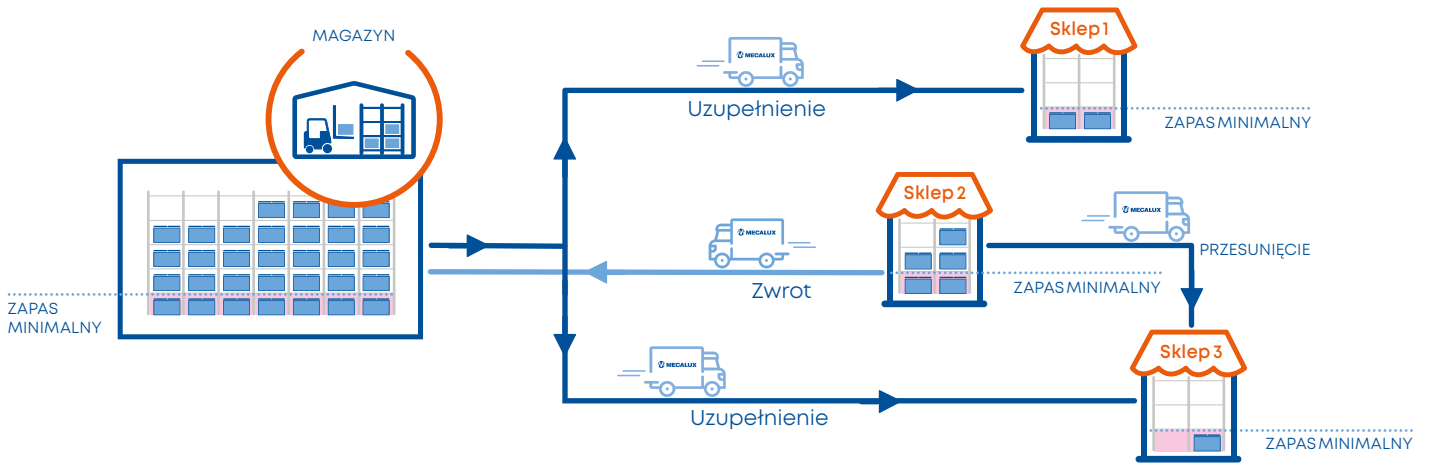 MAGAZYN
ZAPAS
MINIMALNY
MECALUX
Uzupełnienie
Sklep 1
ZAPAS MINIMALNY
MECALUX
Zwrot
Sklep 2
ZAPAS MINIMALNY
MECALUX
PRZESUNIĘCIE
MECALUX
Uzupełnienie
Sklep 3
ZAPAS MINIMALNY